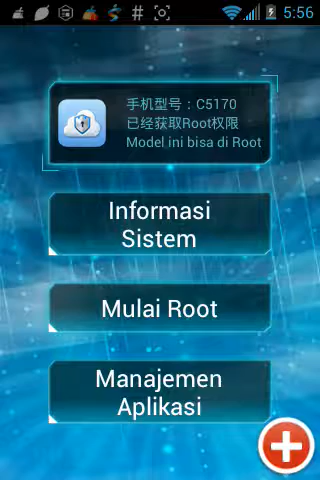 5:56
手机型号：C5170
已经获取Root权限
Model ini bisa di Root
Informasi
Sistem
Mulai Root
Manajemen
Aplikasi